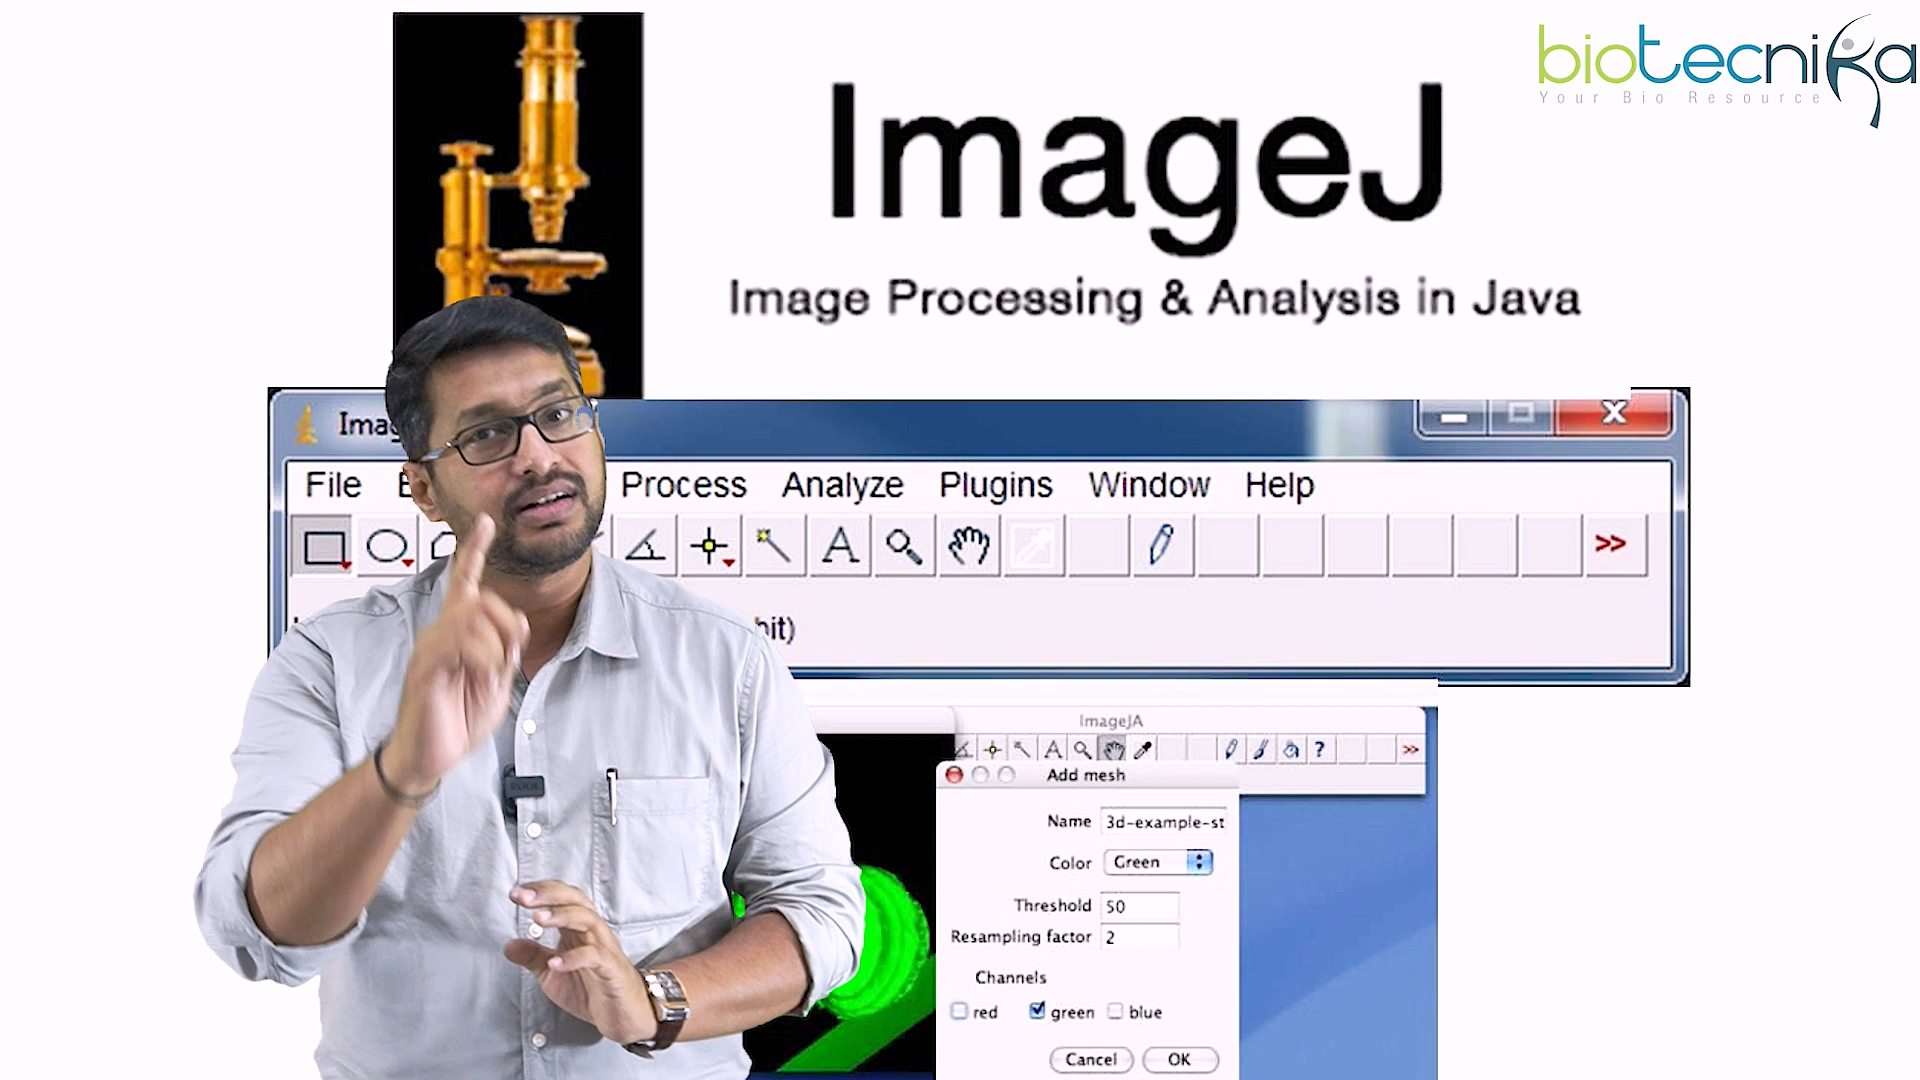 biotecnika
Your Bio Resource
ImageJ
Image Processing & Analysis in Java
File Process Analyze Plugins Window Help
A
>>
bit)
ImageJA
A ? >>
Add mesh
Name 3d-example-st
Color Green
Threshold 50
Resampling factor 2
Channels
red green blue
Cancel OK